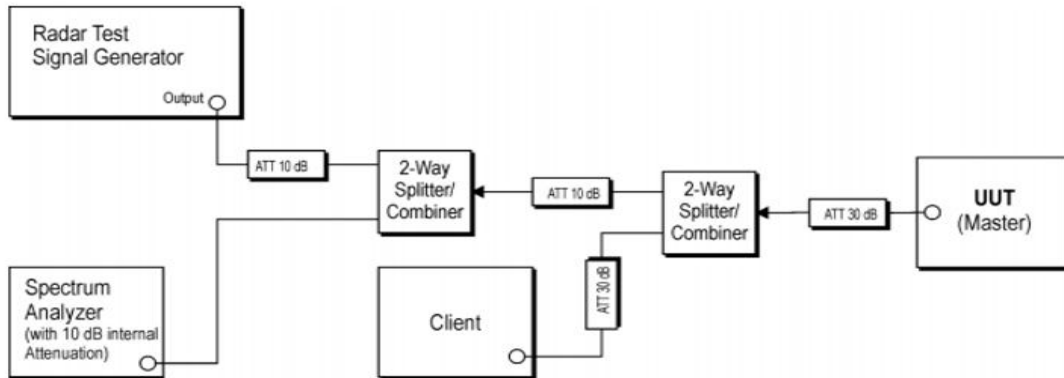 Radar Test
Signal Generator
Output
ATT 10 dB
2-Way
Splitter/
Combiner
ATT 10 dB
2-Way
Splitter/
Combiner
ATT 30 dB
UUT
(Master)
Spectrum
Analyzer
(with 10 dB internal
Attenuation)
Client
ATT 30 dB